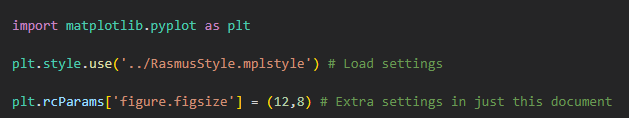 import matplotlib.pyplot as plt
plt.style.use('../RasmusStyle.mplstyle') # Load settings
plt.rcParams['figure.figsize'] = (12,8) # Extra settings in just this document